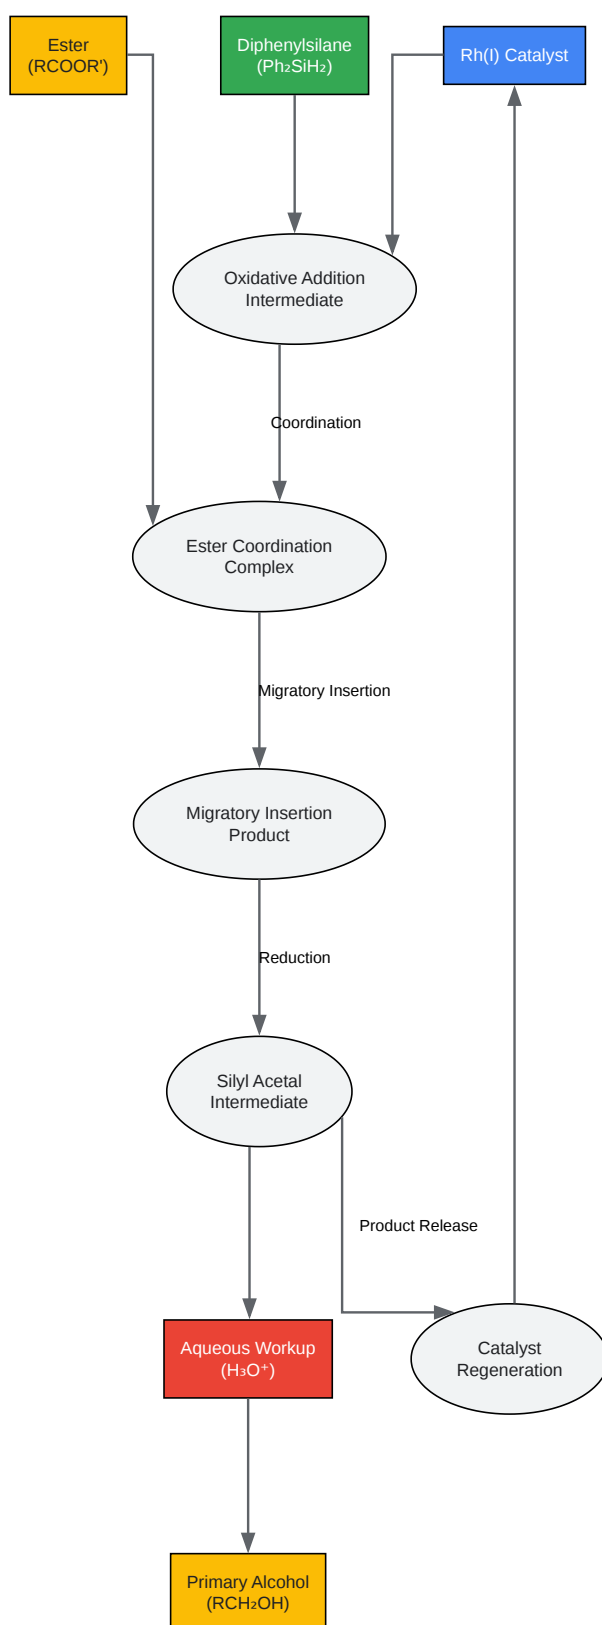 Ester
(RCOOR')
Diphenylsilane
(Ph₂SiH₂)
Rh(I) Catalyst
Oxidative Addition
Intermediate
Coordination
Ester Coordination
Complex
Migratory Insertion
Migratory Insertion
Product
Reduction
Silyl Acetal
Intermediate
Product Release
Aqueous Workup
(H₃O⁺)
Catalyst
Regeneration
Primary Alcohol
(RCH₂OH)